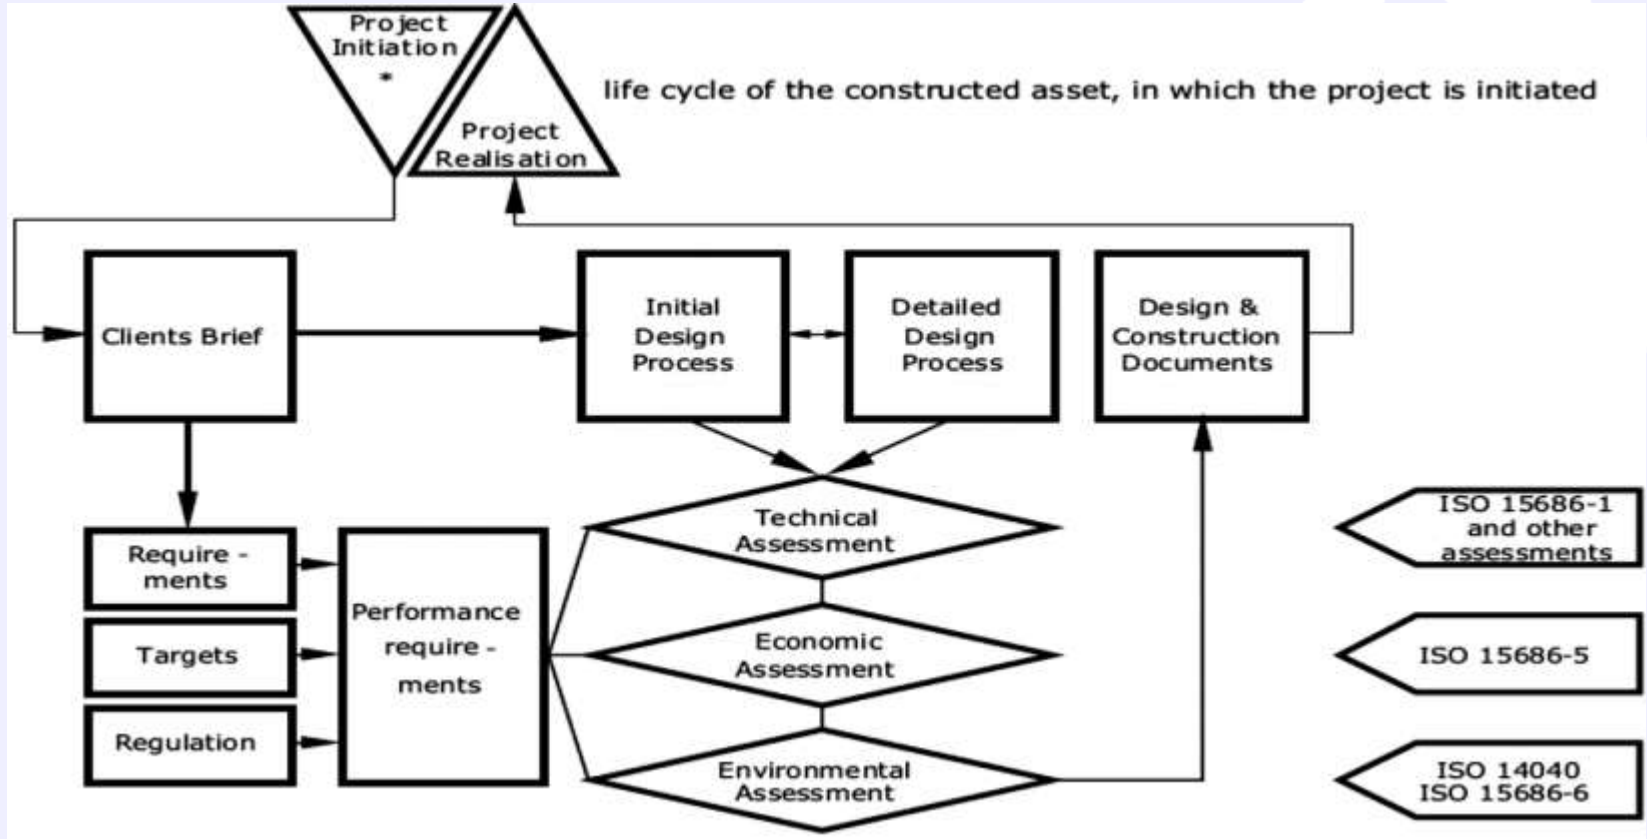 Project
Initiation
*
Project
Realisation
life cycle of the constructed asset, in which the project is initiated
Clients Brief
Initial
Design
Process
Detailed
Design
Process
Design &
Construction
Documents
Require -
ments
Targets
Regulation
Performance
require -
ments
Technical
Assessment
Economic
Assessment
Environmental
Assessment
ISO 15686-1
and other
assessments
ISO 15686-5
ISO 14040
ISO 15686-6